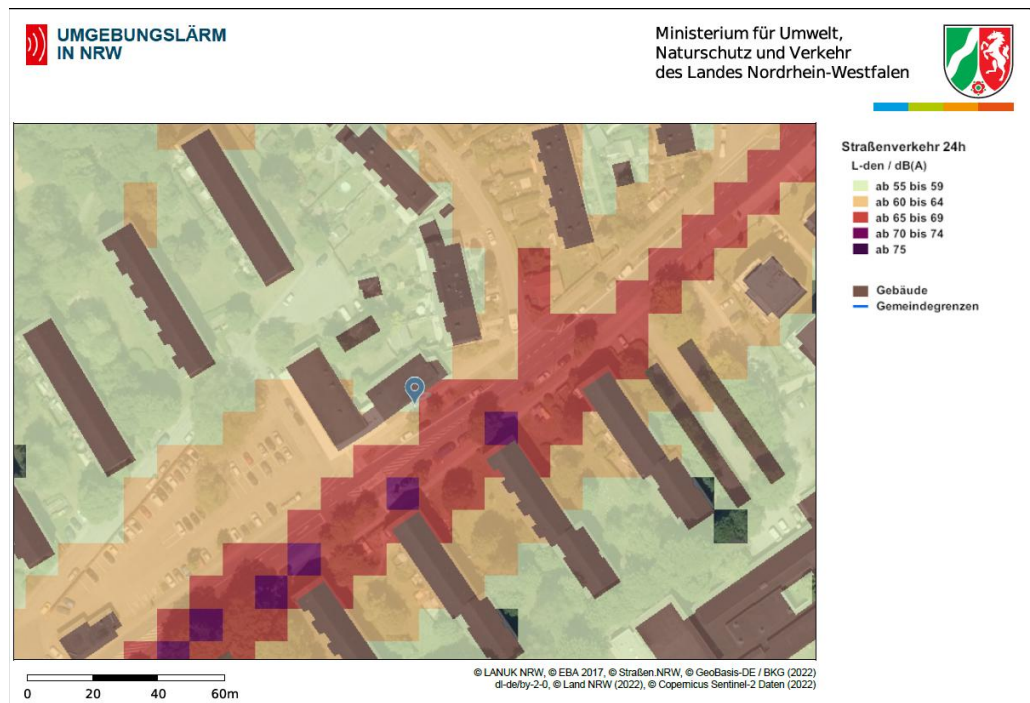 UMGEBUNGSLÄRM
IN NRW
Ministerium für Umwelt,
Naturschutz und Verkehr
des Landes Nordrhein-Westfalen
Straßenverkehr 24h
L-den / dB(A)
ab 55 bis 59
ab 60 bis 64
ab 65 bis 69
ab 70 bis 74
ab 75
Gebäude
Gemeindegrenzen
0 20 40 60m
© LANUK NRW, © EBA 2017, © Straßen.NRW, © GeoBasis-DE / BKG (2022)
dl-de/by-2-0, © Land NRW (2022), © Copernicus Sentinel-2 Daten (2022)